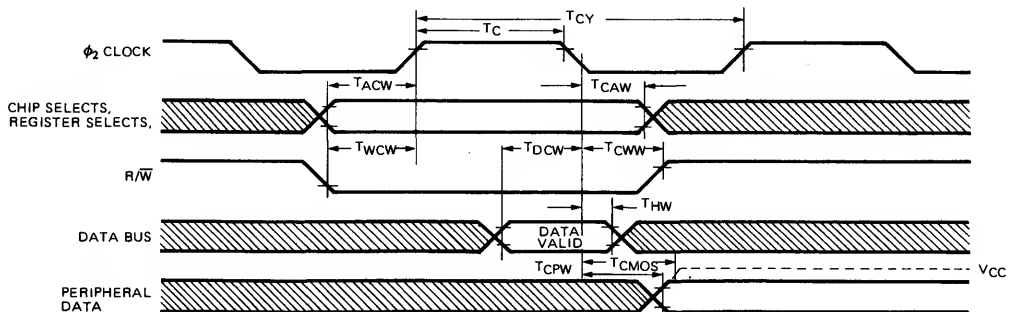 TCY
TC
ϕ2 CLOCK
TACW
TCAW
CHIP SELECTS,
REGISTER SELECTS,
TWCW
TDCW
TCWW
R/W̅
THW
DATA BUS
DATA
VALID
TCPW
TCMOS
VCC
PERIPHERAL
DATA